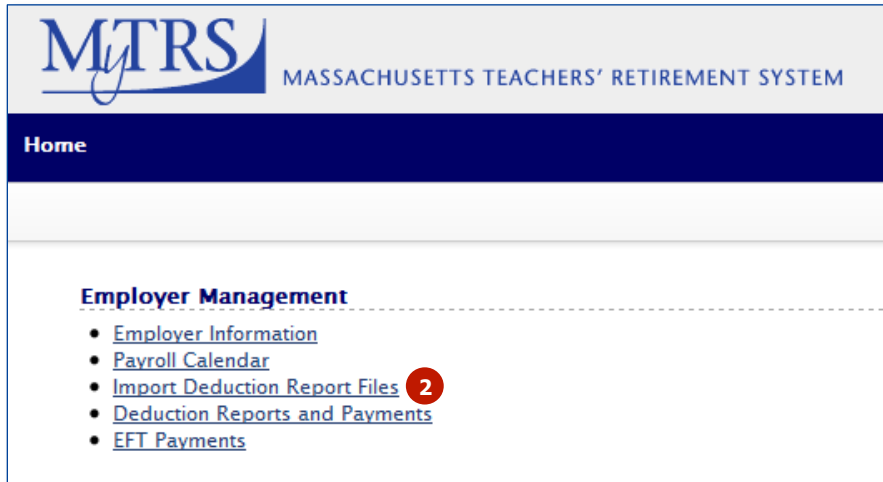 MyTRS
MASSACHUSETTS TEACHERS' RETIREMENT SYSTEM
Home
Employer Management
• Employer Information
• Payroll Calendar
• Import Deduction Report Files 2
• Deduction Reports and Payments
• EFT Payments